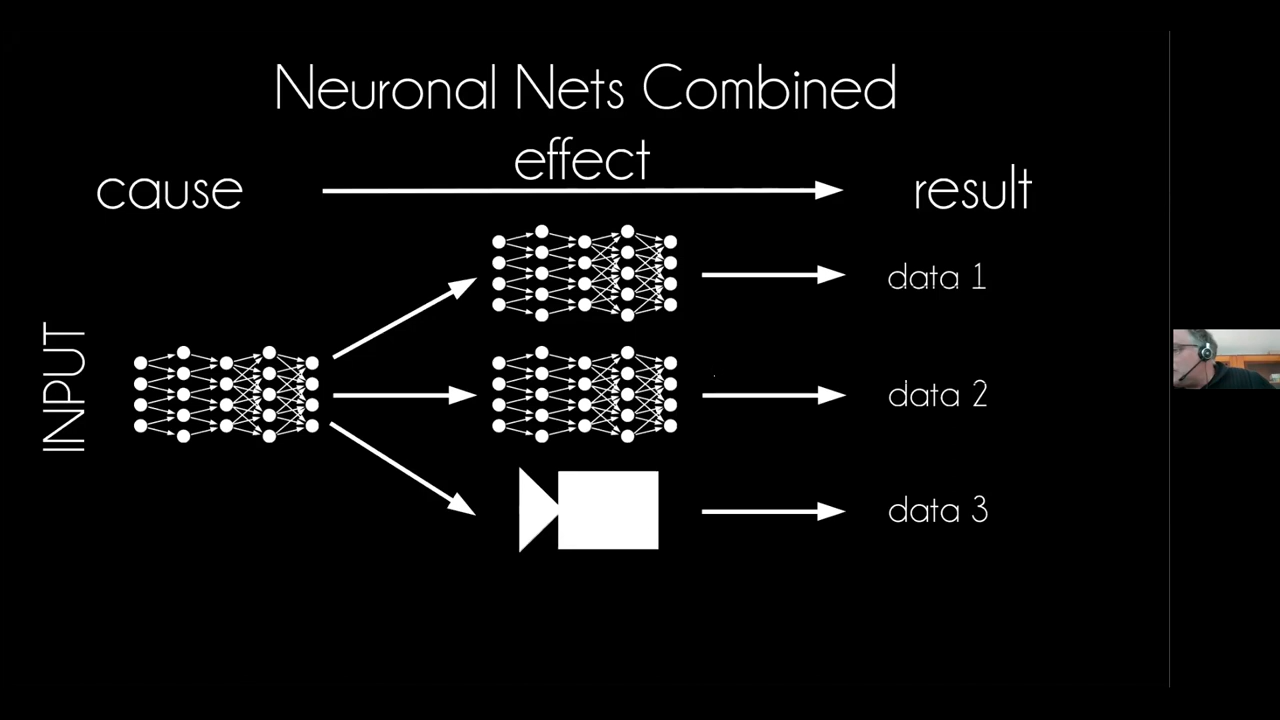 Neuronal Nets Combined
effect
cause
result
data 1
INPUT
data 2
data 3